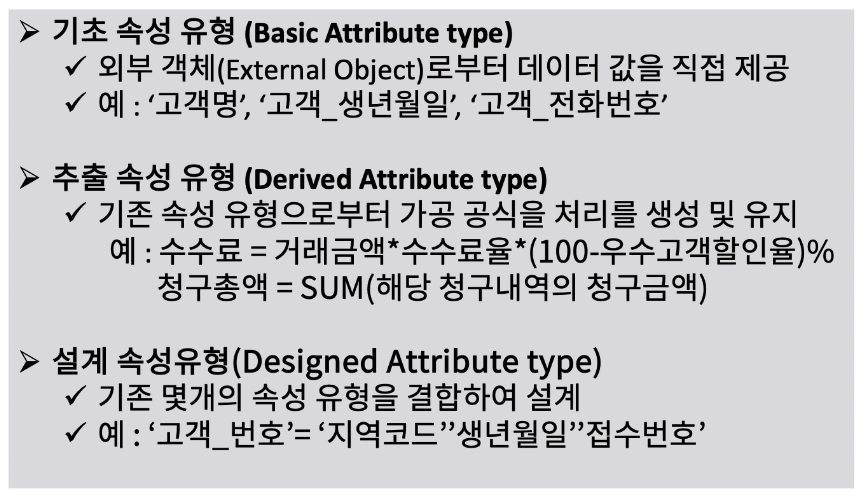 ➢ 기초 속성 유형 (Basic Attribute type)
✓ 외부 객체(External Object)로부터 데이터 값을 직접 제공
✓ 예 : ‘고객명’, ‘고객_생년월일’, ‘고객_전화번호’
➢ 추출 속성 유형 (Derived Attribute type)
✓ 기존 속성 유형으로부터 가공 공식을 처리를 생성 및 유지
예 : 수수료 = 거래금액*수수료율*(100-우수고객할인율)%
청구총액 = SUM(해당 청구내역의 청구금액)
➢ 설계 속성유형(Designed Attribute type)
✓ 기존 몇개의 속성 유형을 결합하여 설계
✓ 예 : ‘고객_번호’= ‘지역코드’’생년월일’’접수번호’